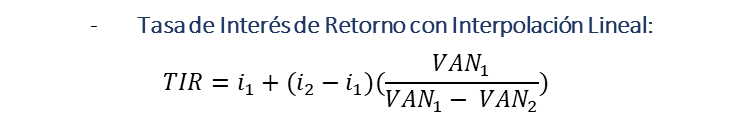 - Tasa de Interés de Retorno con Interpolación Lineal:
TIR = i₁ + (i₂ − i₁)(VAN₁ / VAN₁ − VAN₂)